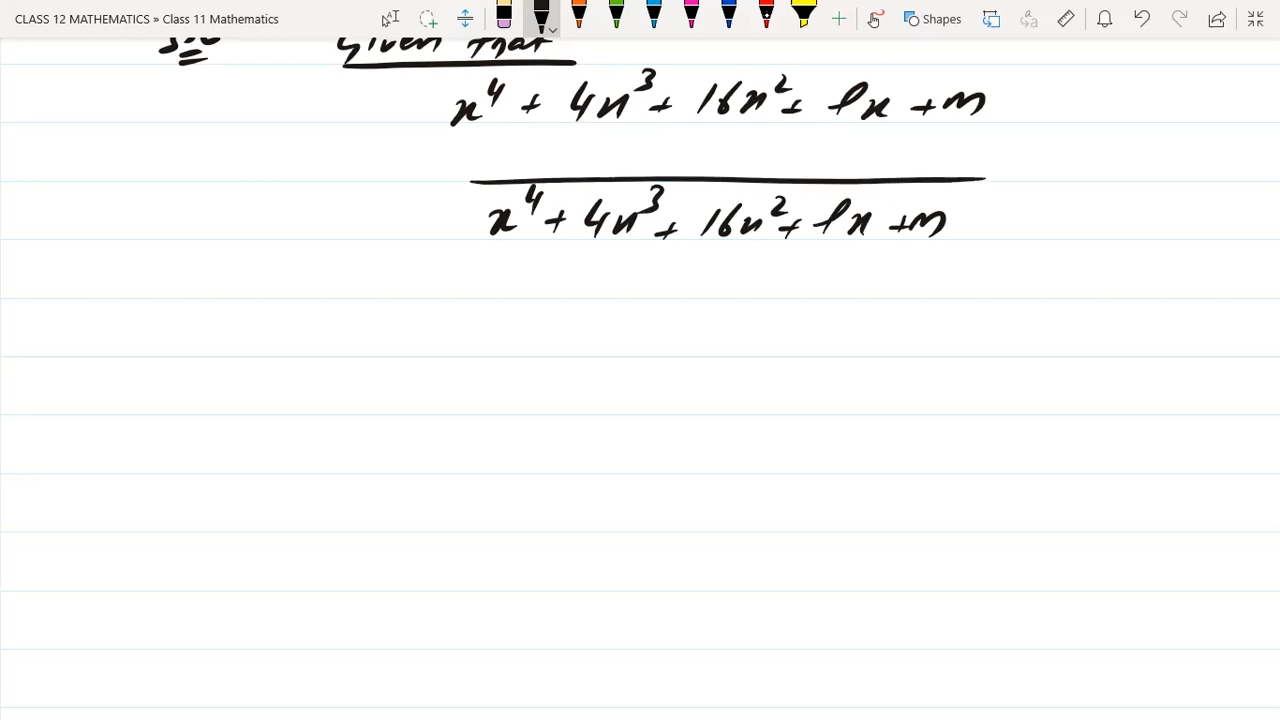 CLASS 12 MATHEMATICS » Class 11 Mathematics
Shapes
Given that
x⁴ + 4x³ + 16x² + lx + m
x⁴ + 4x³ + 16x² + lx + m